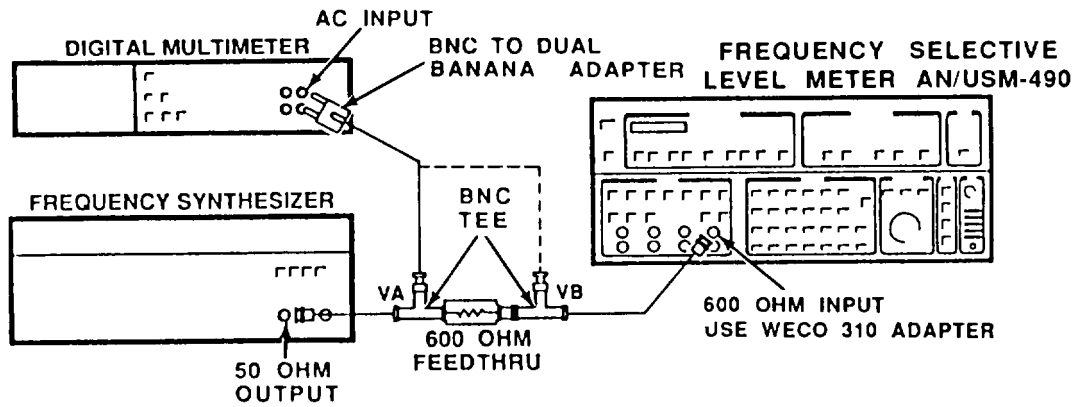 AC INPUT
DIGITAL MULTIMETER
BNC TO DUAL
BANANA ADAPTER
FREQUENCY SELECTIVE
LEVEL METER AN/USM-490
FREQUENCY SYNTHESIZER
BNC
TEE
VA
VB
600 OHM
FEEDTHRU
50 OHM
OUTPUT
600 OHM INPUT
USE WECO 310 ADAPTER